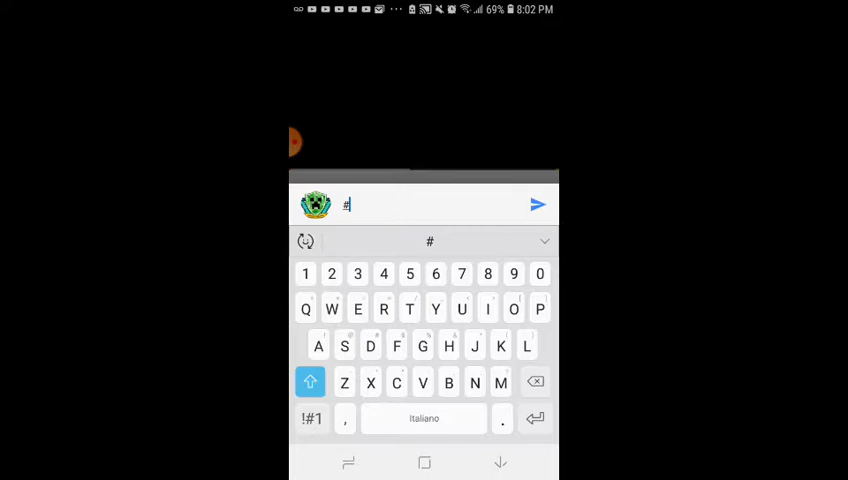 69% 8:02 PM
#
#
1 2 3 4 5 6 7 8 9 0
Q W E R T Y U I O P
A S D F G H J K L
Z X C V B N M
!#1 , Italiano .